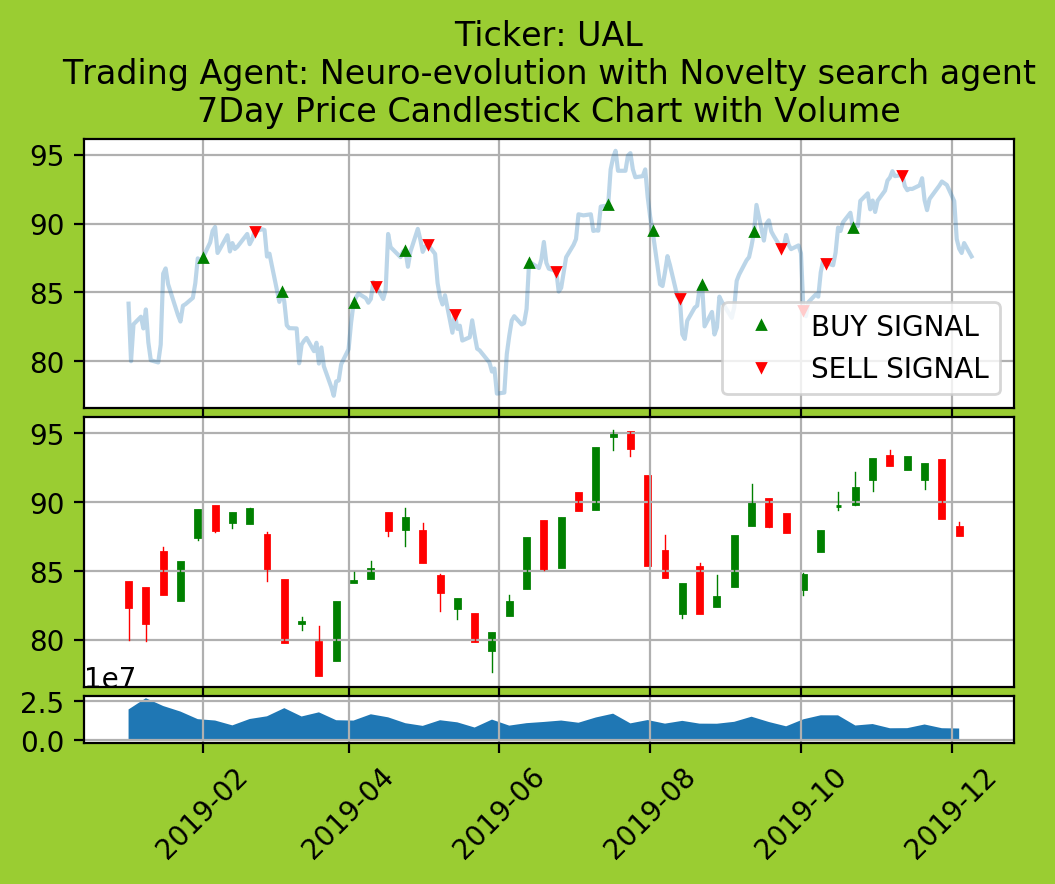 Ticker: UAL
Trading Agent: Neuro-evolution with Novelty search agent
7Day Price Candlestick Chart with Volume
95
90
85
80
BUY SIGNAL
SELL SIGNAL
95
90
85
80
1e7
2.5
0.0
2019-02
2019-04
2019-06
2019-08
2019-10
2019-12